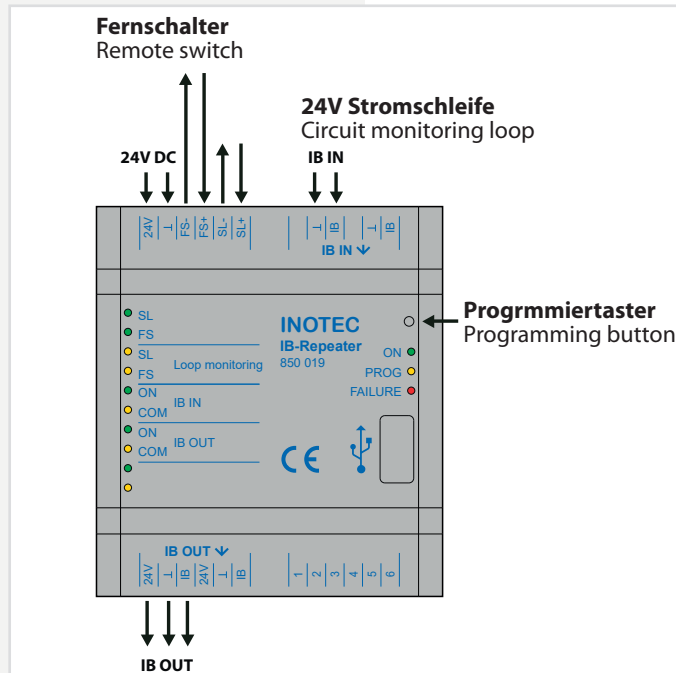 Fernschalter
Remote switch
24V Stromschleife
Circuit monitoring loop
24V DC
IB IN
24V ⊥ FS- FS+ SL- SL+
⊥ IB ⊥ IB
IB IN
SL
FS
SL
FS
Loop monitoring
ON
COM
IB IN
ON
COM
IB OUT
INOTEC
IB-Repeater
850 019
ON
PROG
FAILURE
Progrmmiertaster
Programming button
CE
IB OUT
24V ⊥ IB 24V ⊥ IB
1 2 3 4 5 6
IB OUT